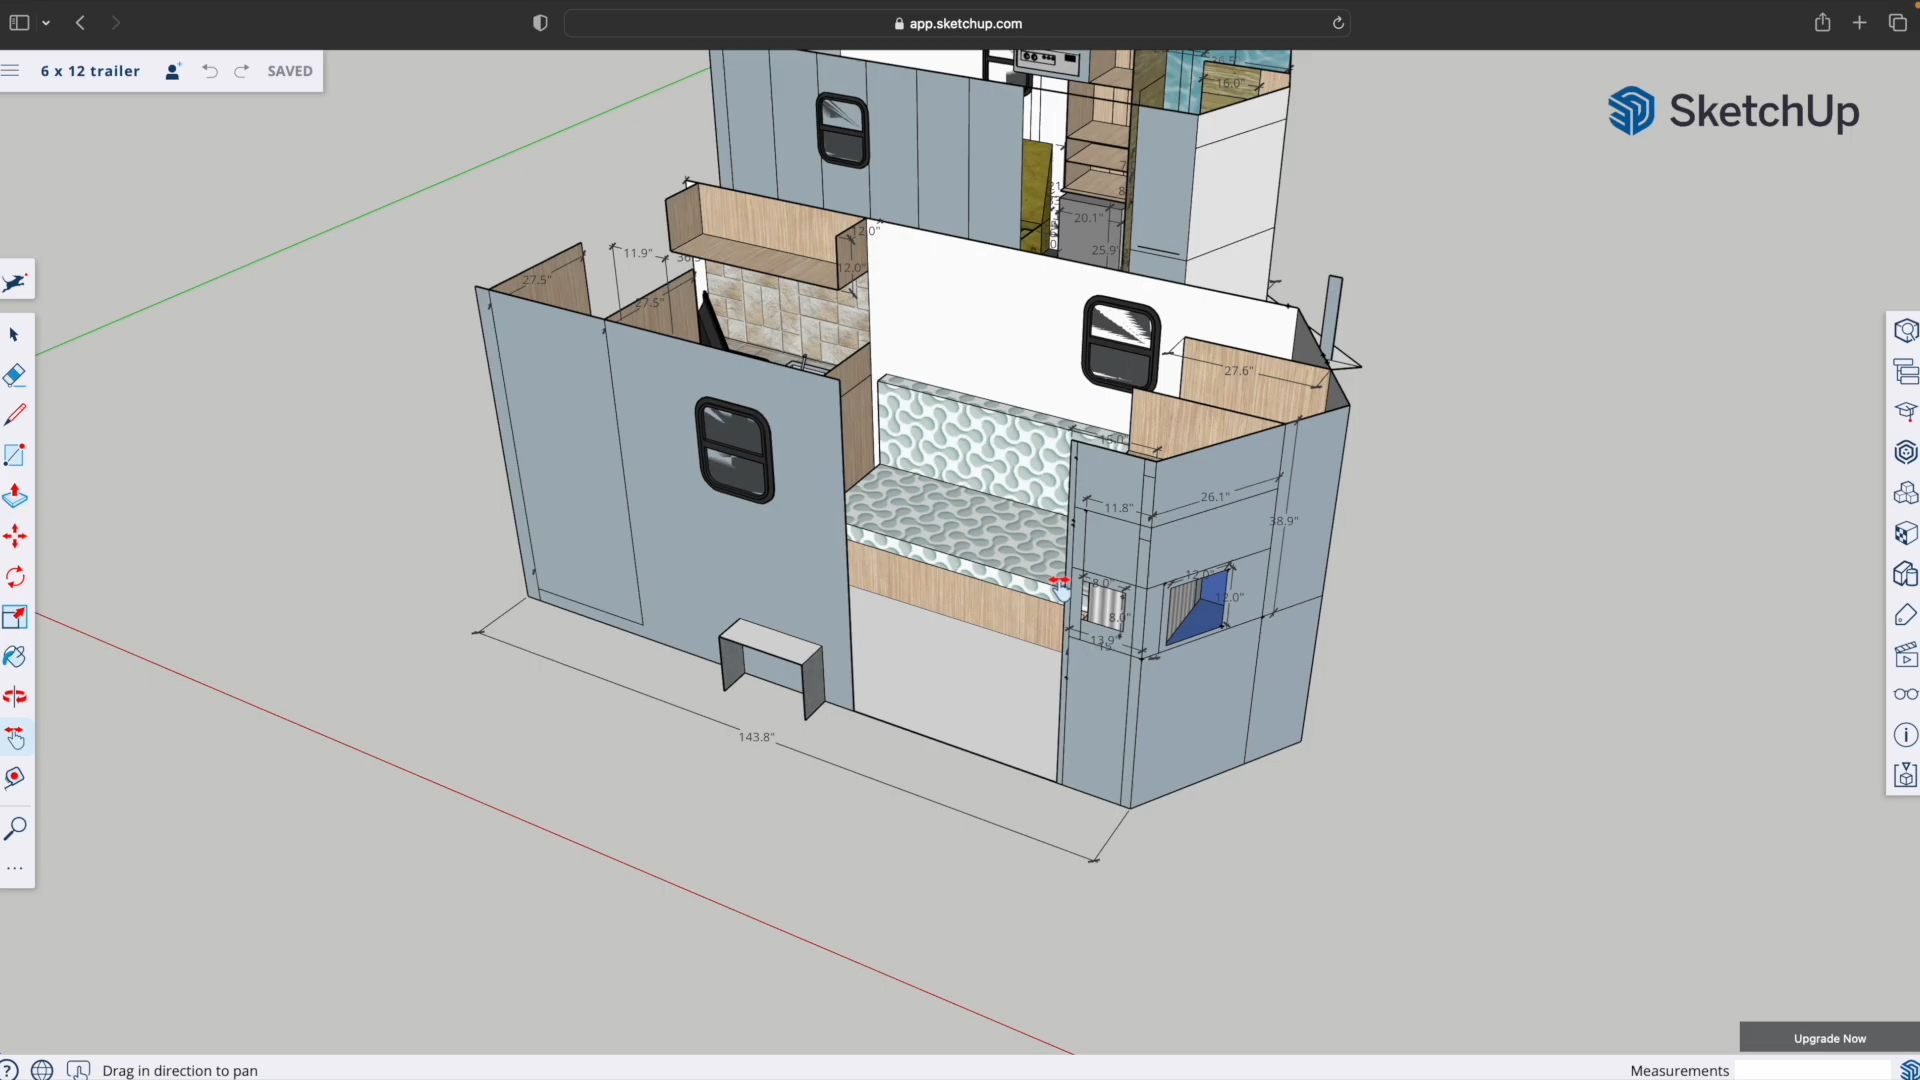 app.sketchup.com
6 x 12 trailer
SAVED
SketchUp
16.0"
20.1"
25.9"
12.0"
12.0"
11.9"
27.5"
27.5"
27.6"
15.0"
11.8"
26.1"
38.9"
8.0"
12.0"
12.0"
8.0"
13.9"
143.8"
Upgrade Now
Drag in direction to pan
Measurements